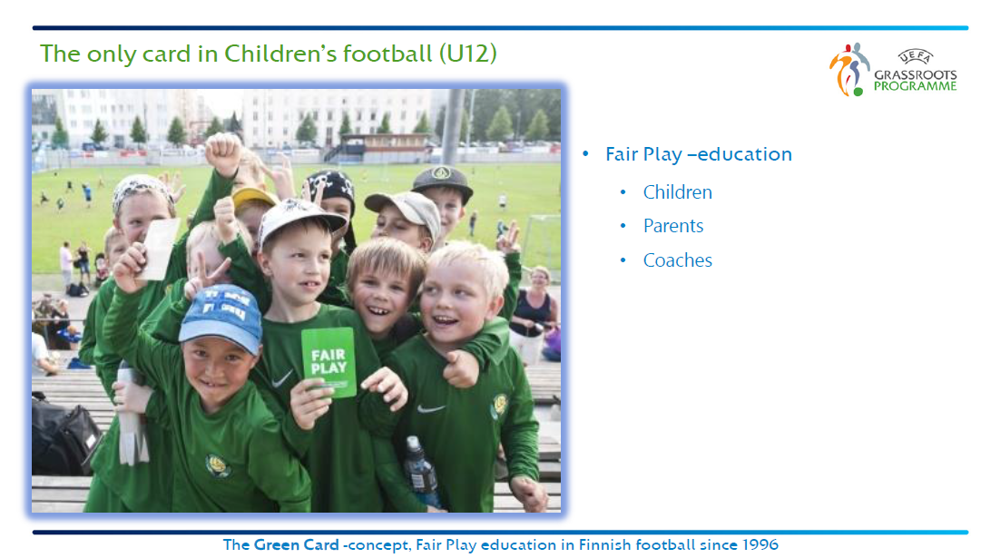 The only card in Children's football (U12)
UEFA
GRASSROOTS
PROGRAMME
• Fair Play –education
• Children
• Parents
• Coaches
FAIR
PLAY
The Green Card -concept, Fair Play education in Finnish football since 1996